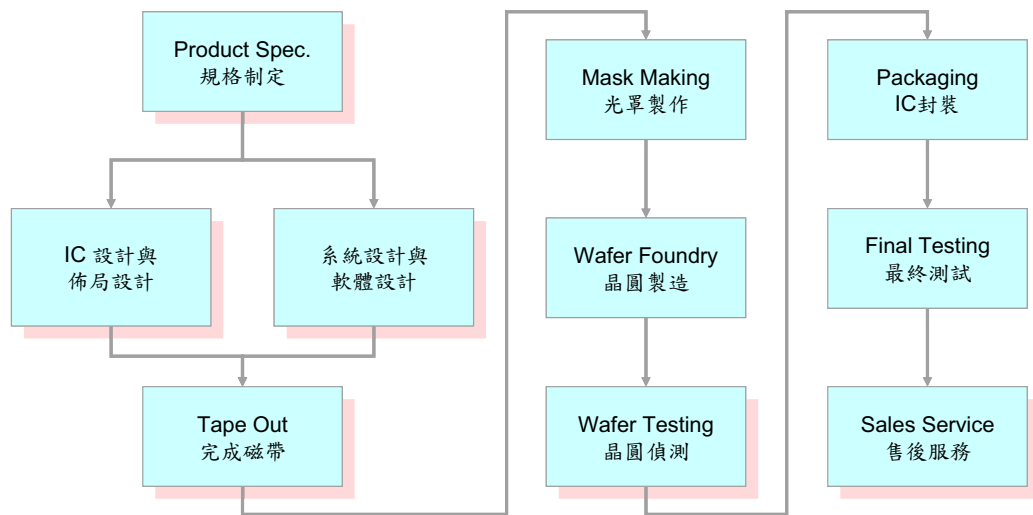 Product Spec.
規格制定
IC 設計與
佈局設計
系統設計與
軟體設計
Tape Out
完成磁帶
Mask Making
光罩製作
Wafer Foundry
晶圓製造
Wafer Testing
晶圓偵測
Packaging
IC封裝
Final Testing
最終測試
Sales Service
售後服務